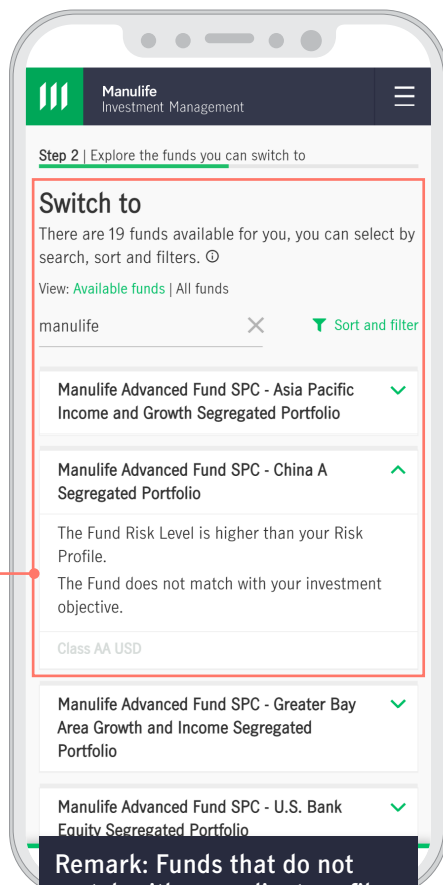 Manulife
Investment Management
Step 2 | Explore the funds you can switch to
Switch to
There are 19 funds available for you, you can select by
search, sort and filters.
View: Available funds | All funds
manulife
Sort and filter
Manulife Advanced Fund SPC - Asia Pacific
Income and Growth Segregated Portfolio
Manulife Advanced Fund SPC - China A
Segregated Portfolio
The Fund Risk Level is higher than your Risk
Profile.
The Fund does not match with your investment
objective.
Class AA USD
Manulife Advanced Fund SPC - Greater Bay
Area Growth and Income Segregated
Portfolio
Manulife Advanced Fund SPC - U.S. Bank
Equity Segregated Portfolio
Remark: Funds that do not